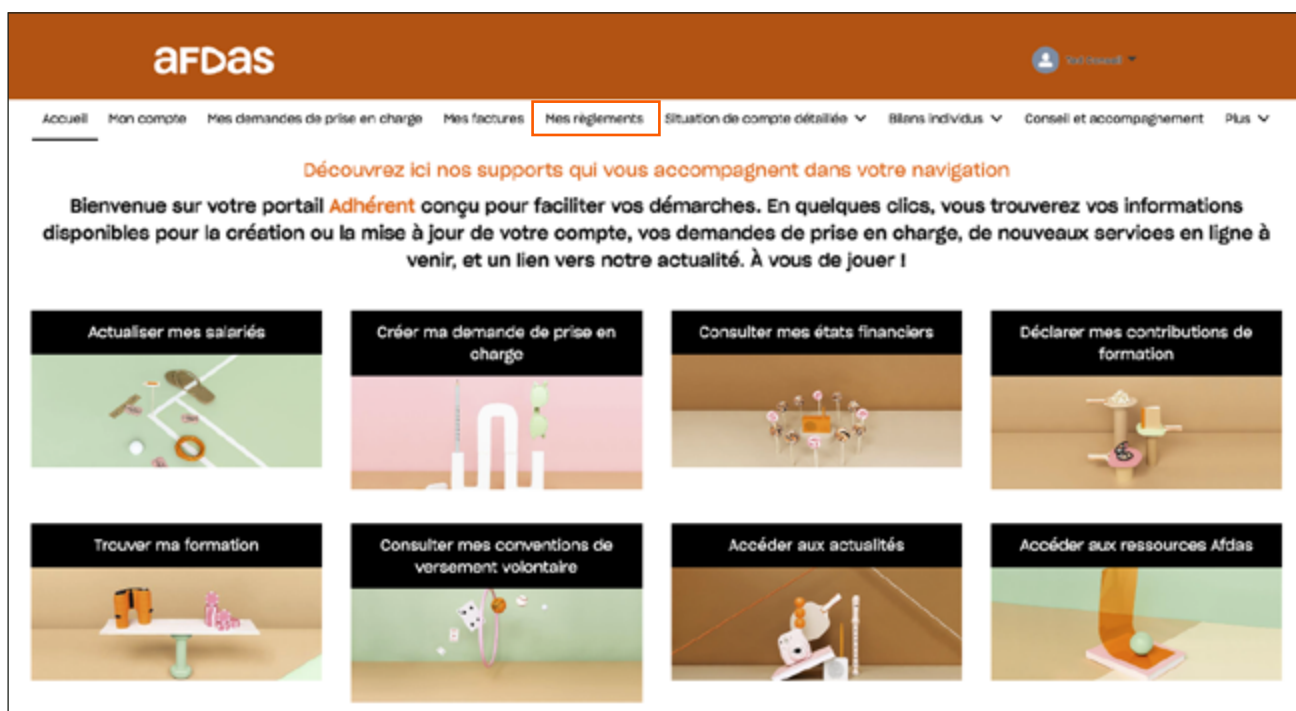 aFDas
Accueil Mon compte Mes demandes de prise en charge Mes factures Mes règlements Situation de compte détaillée Bilans individus Conseil et accompagnement Plus
Découvrez ici nos supports qui vous accompagnent dans votre navigation
Bienvenue sur votre portail Adhérent conçu pour faciliter vos démarches. En quelques clics, vous trouverez vos informations
disponibles pour la création ou la mise à jour de votre compte, vos demandes de prise en charge, de nouveaux services en ligne à
venir, et un lien vers notre actualité. À vous de jouer !
Actualiser mes salariés
Créer ma demande de prise en
charge
Consulter mes états financiers
Déclarer mes contributions de
formation
Trouver ma formation
Consulter mes conventions de
versement volontaire
Accéder aux actualités
Accéder aux ressources Afdas